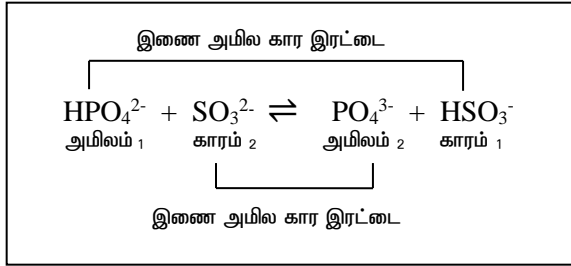 இணை அமில கார இரட்டை
HPO₄²⁻ + SO₃²⁻ ⇌ PO₄³⁻ + HSO₃⁻
அமிலம் ₁ காரம் ₂ அமிலம் ₂ காரம் ₁
இணை அமில கார இரட்டை